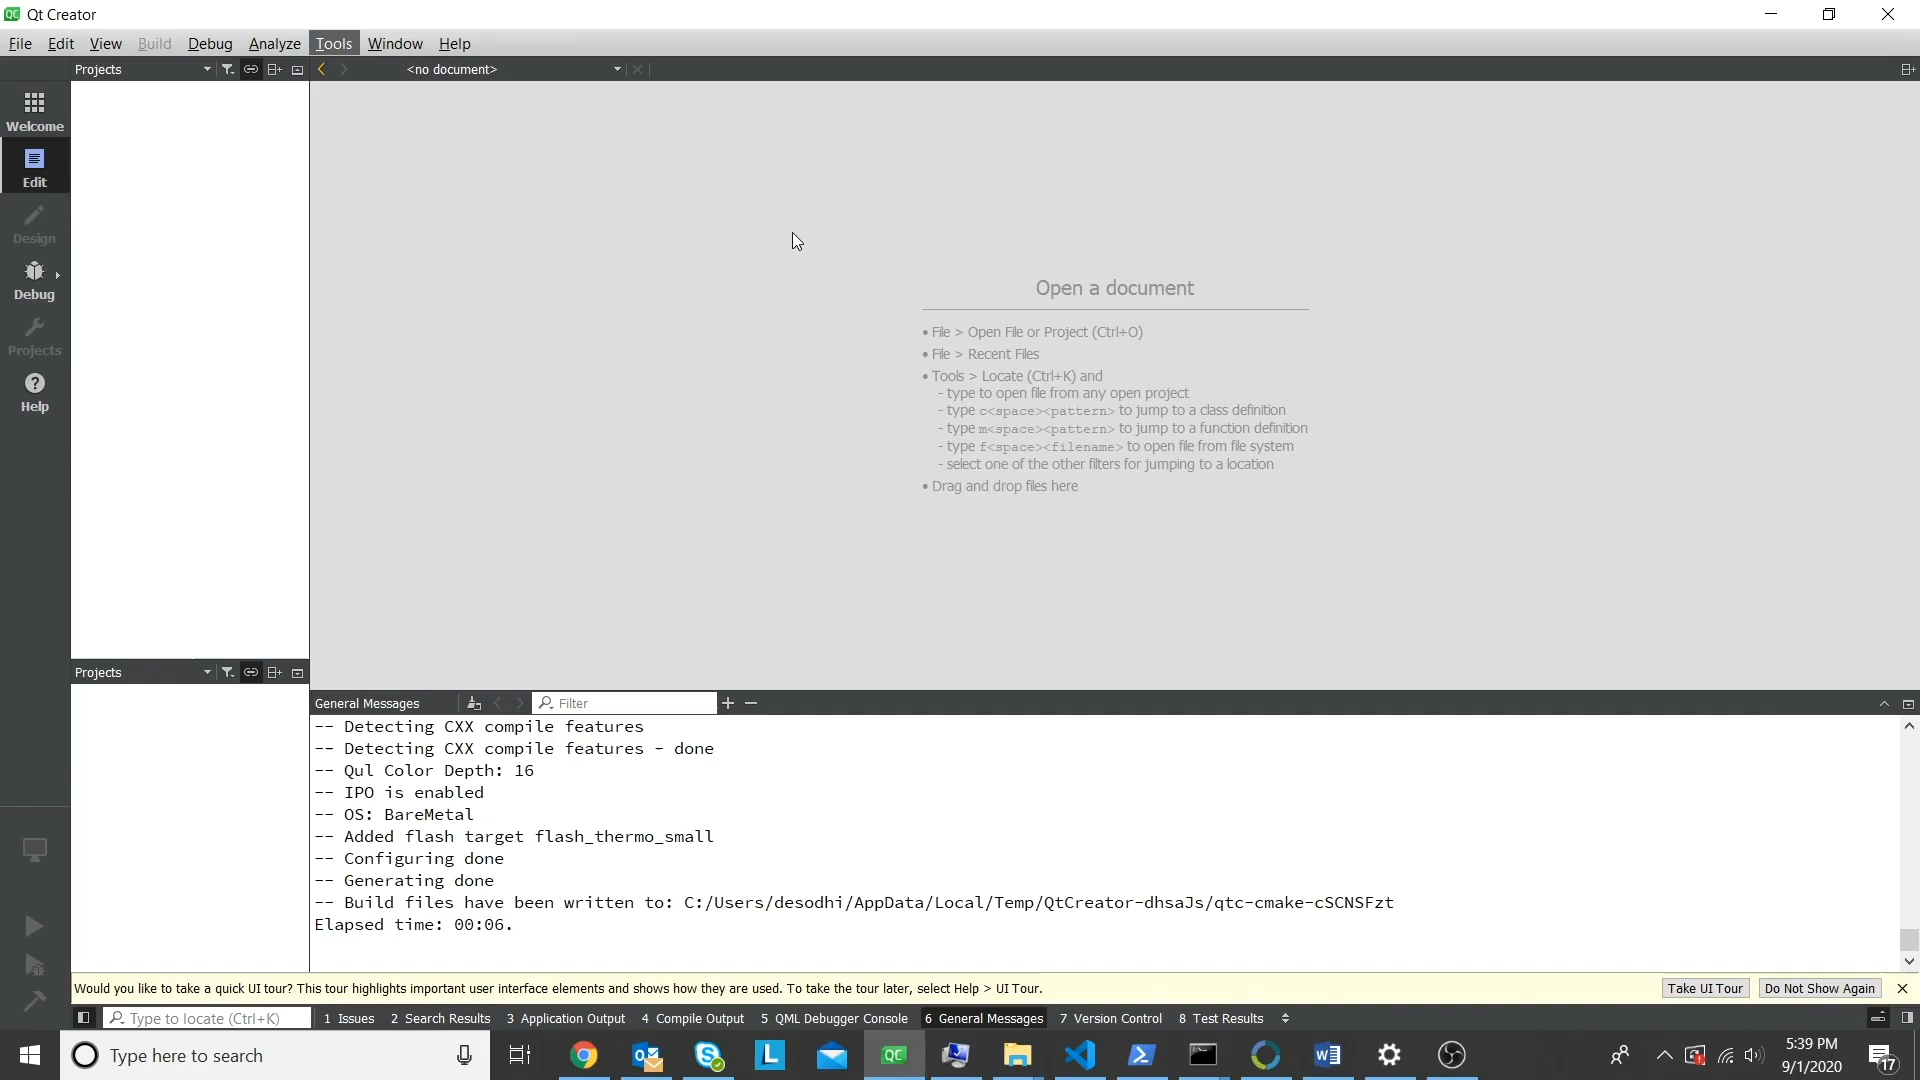 QC Qt Creator
File Edit View Build Debug Analyze Tools Window Help
Projects <no document>
Welcome
Edit
Design
Debug
Projects
Help
Open a document
• File > Open File or Project (Ctrl+O)
• File > Recent Files
• Tools > Locate (Ctrl+K) and
- type to open file from any open project
- type c<space><pattern> to jump to a class definition
- type m<space><pattern> to jump to a function definition
- type f<space><filename> to open file from file system
- select one of the other filters for jumping to a location
• Drag and drop files here
Projects
General Messages Filter
-- Detecting CXX compile features
-- Detecting CXX compile features - done
-- Qul Color Depth: 16
-- IPO is enabled
-- OS: BareMetal
-- Added flash target flash_thermo_small
-- Configuring done
-- Generating done
-- Build files have been written to: C:/Users/desodhi/AppData/Local/Temp/QtCreator-dhsaJs/qtc-cmake-cSCNSFzt
Elapsed time: 00:06.
Would you like to take a quick UI tour? This tour highlights important user interface elements and shows how they are used. To take the tour later, select Help > UI Tour. Take UI Tour Do Not Show Again
Type to locate (Ctrl+K) 1 Issues 2 Search Results 3 Application Output 4 Compile Output 5 QML Debugger Console 6 General Messages 7 Version Control 8 Test Results
Type here to search L QC 5:39 PM
9/1/2020 17